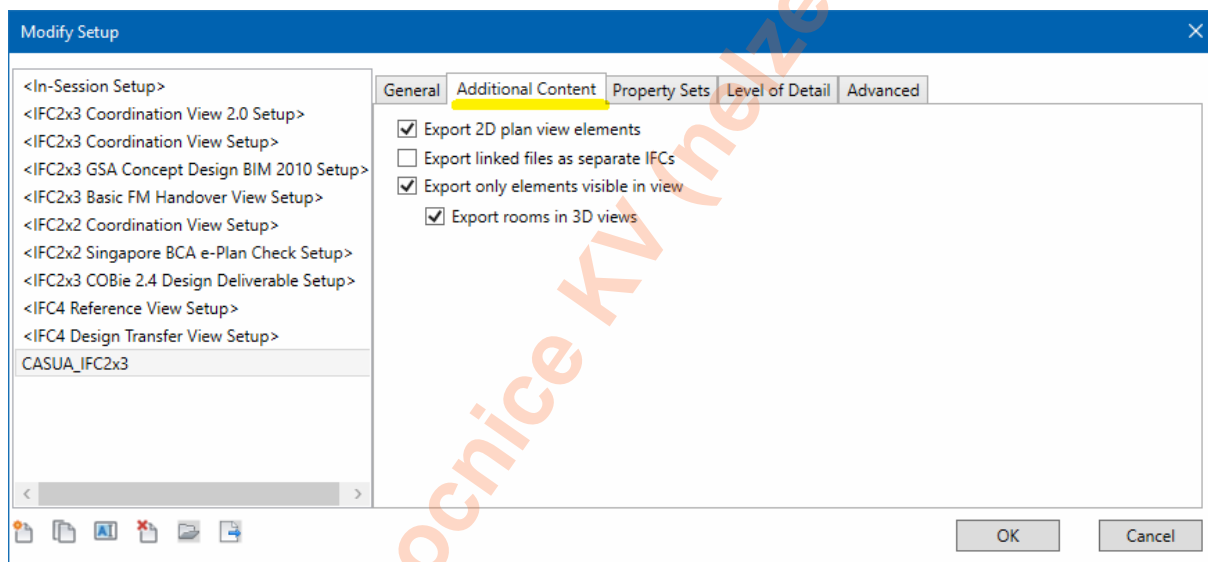 Modify Setup
<In-Session Setup>
<IFC2x3 Coordination View 2.0 Setup>
<IFC2x3 Coordination View Setup>
<IFC2x3 GSA Concept Design BIM 2010 Setup>
<IFC2x3 Basic FM Handover View Setup>
<IFC2x2 Coordination View Setup>
<IFC2x2 Singapore BCA e-Plan Check Setup>
<IFC2x3 COBie 2.4 Design Deliverable Setup>
<IFC4 Reference View Setup>
<IFC4 Design Transfer View Setup>
CASUA_IFC2x3
General Additional Content Property Sets Level of Detail Advanced
Export 2D plan view elements
Export linked files as separate IFCs
Export only elements visible in view
Export rooms in 3D views
OK Cancel
ocnice KV (nelze